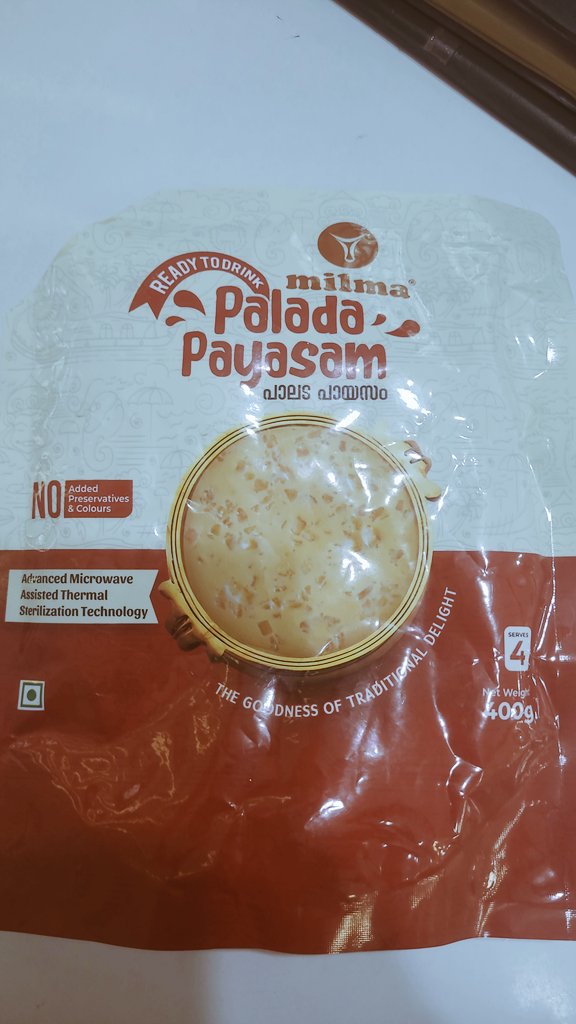 READY TO DRINK
milma®
Palada
Payasam
പാലട പായസം
NO Added
Preservatives
& Colours
Advanced Microwave
Assisted Thermal
Sterilization Technology
THE GOODNESS OF TRADITIONAL DELIGHT
SERVES
4
Net Weight
400g